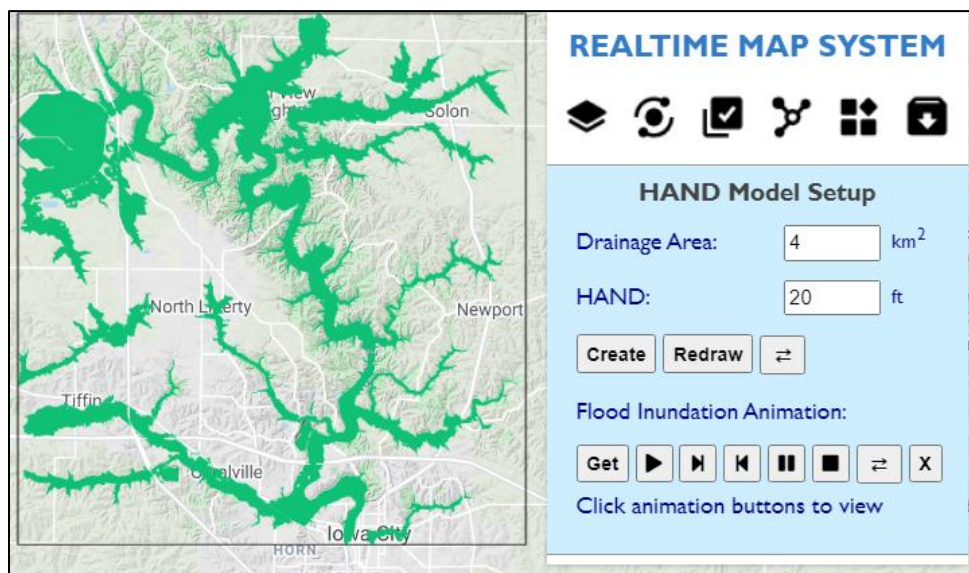 REALTIME MAP SYSTEM
HAND Model Setup
Drainage Area: 4 km²
HAND: 20 ft
Create Redraw ⇄
Flood Inundation Animation:
Get X
Click animation buttons to view
Solon
North Liberty
Newport
Tiffin
Iowa City
HORN